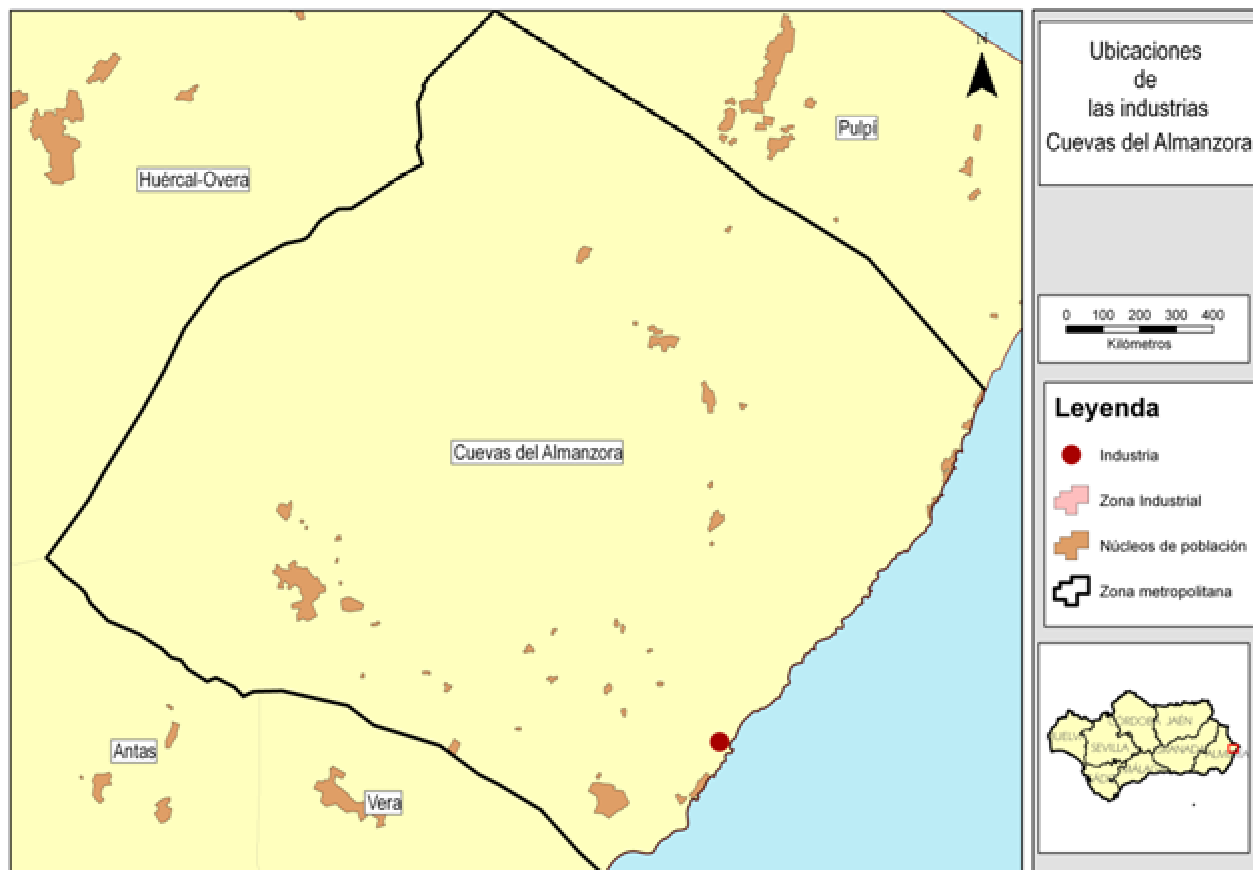 Ubicaciones
de
las industrias
Cuevas del Almanzora
N
Pulpí
Huércal-Overa
Cuevas del Almanzora
Antas
Vera
0 100 200 300 400
Kilómetros
Leyenda
Industria
Zona Industrial
Núcleos de población
Zona metropolitana
CÓRDOBA
JAÉN
SEVILLA
GRANADA